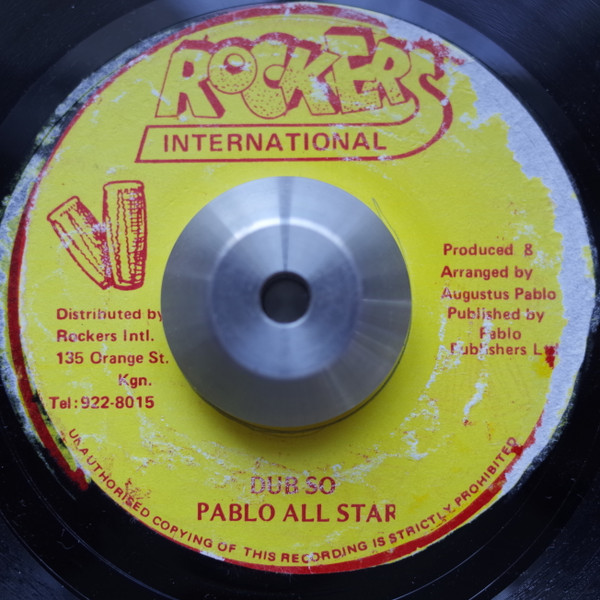 ROCKERS
INTERNATIONAL
Distributed by
Rockers Intl.
135 Orange St.
Kgn.
Tel:922-8015
Produced &
Arranged by
Augustus Pablo
Published by
Pablo
Publishers Lt
DUB SO
PABLO ALL STAR
UNAUTHORISED COPYING OF THIS RECORDING IS STRICTLY PROHIBITED